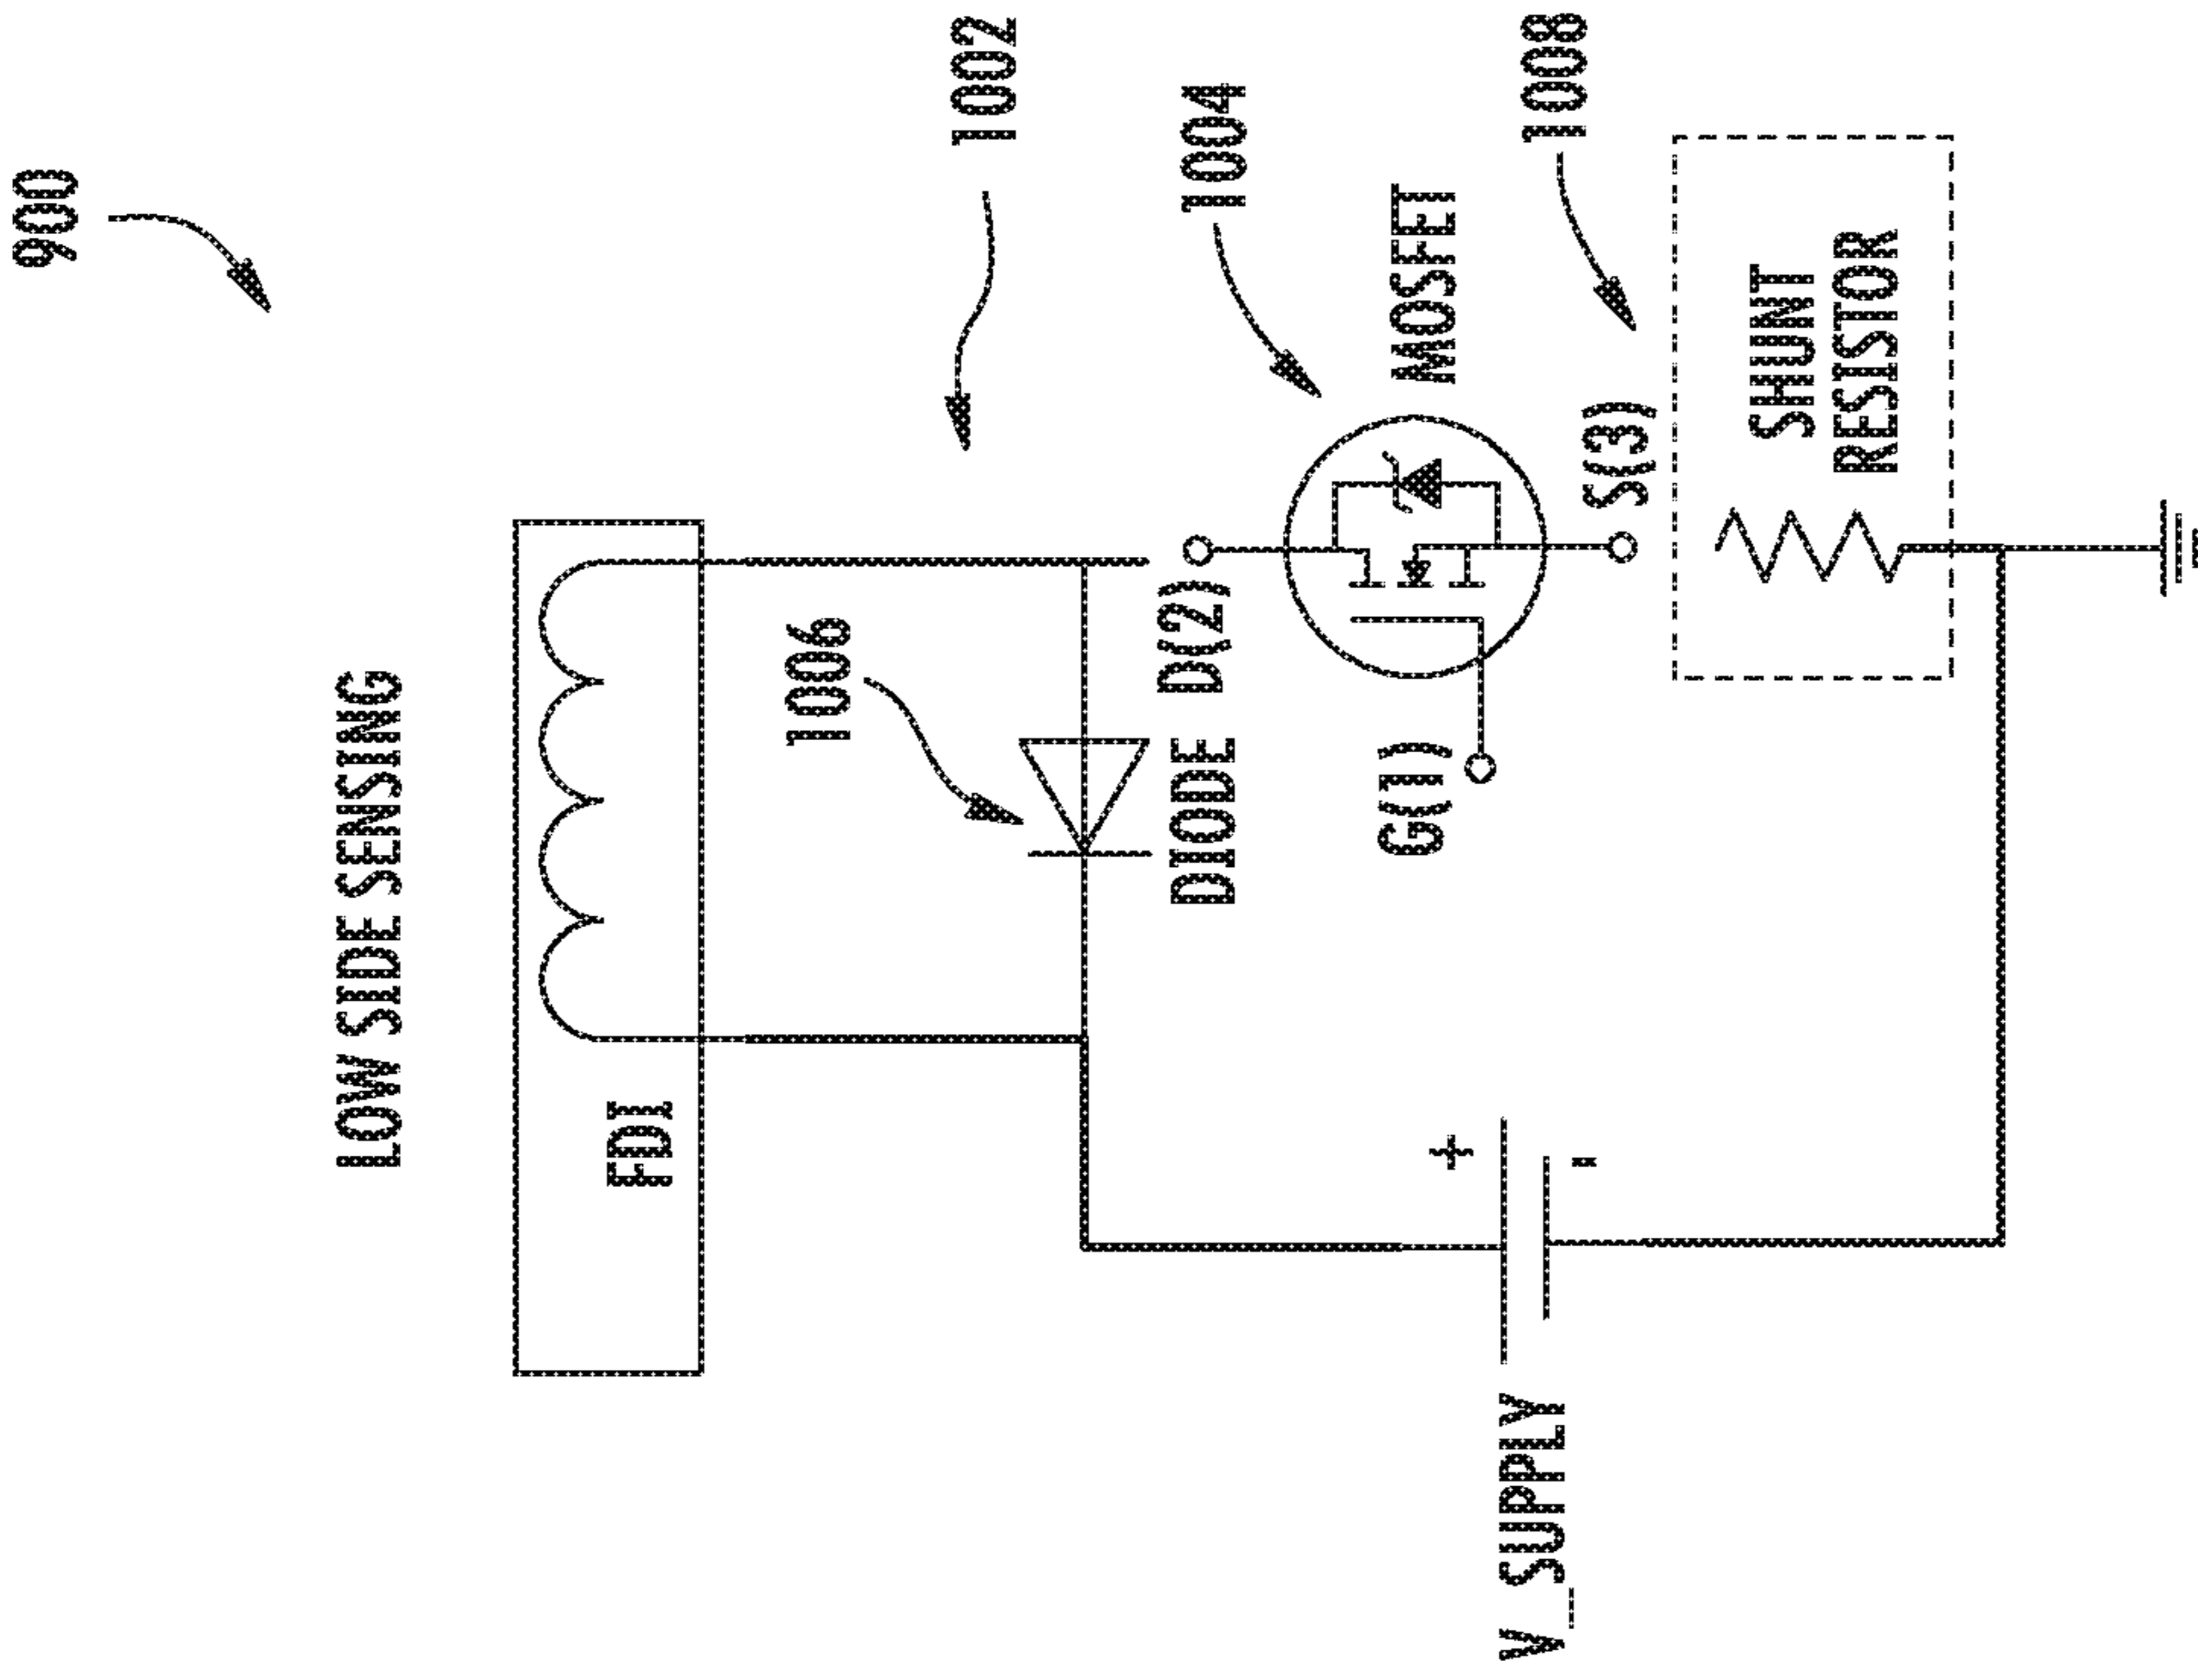 900
LOW SIDE SENSING
FDI
1002
1006
1004
DIODE
D(2)
MOSFET
G(1)
S(3)
1008
SHUNT
RESISTOR
+
-
V_SUPPLY